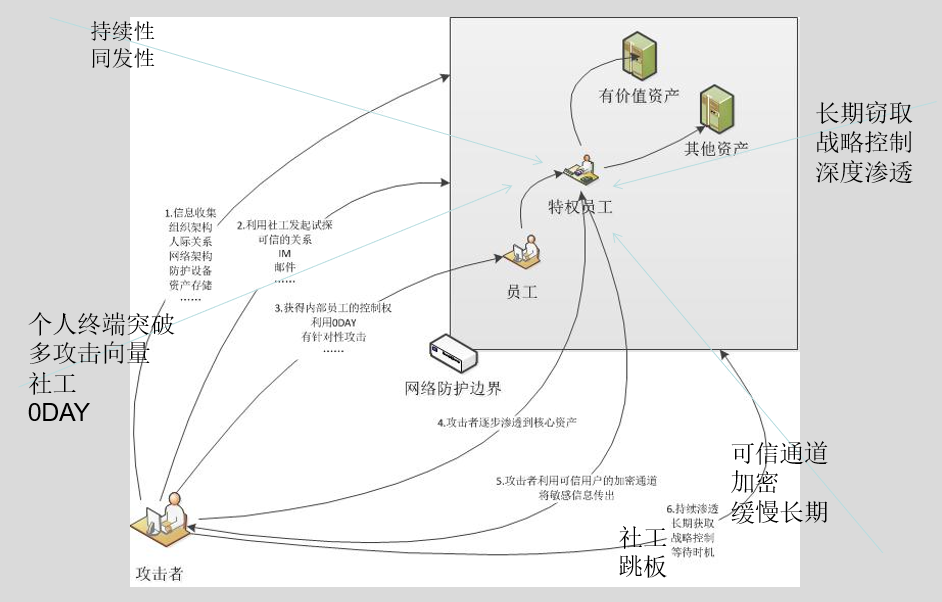 持续性
同发性
有价值资产
其他资产
长期窃取
战略控制
深度渗透
特权员工
1.信息收集
组织架构
人际关系
网络架构
防护设备
资产存储
……
2.利用社工发起试探
可信的关系
IM
邮件
……
员工
3.获得内部员工的控制权
利用0DAY
有针对性攻击
……
个人终端突破
多攻击向量
社工
0DAY
网络防护边界
4.攻击者逐步渗透到核心资产
可信通道
加密
缓慢长期
5.攻击者利用可信用户的加密通道
将敏感信息传出
6.持续渗透
长期获取
战略控制
等待时机
社工
跳板
攻击者